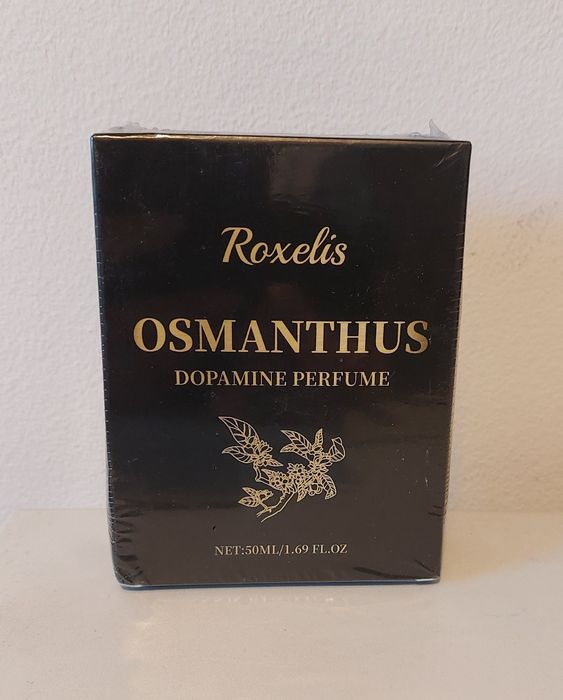 Roxelis
OSMANTHUS
DOPAMINE PERFUME
NET:50ML/1.69 FL.OZ